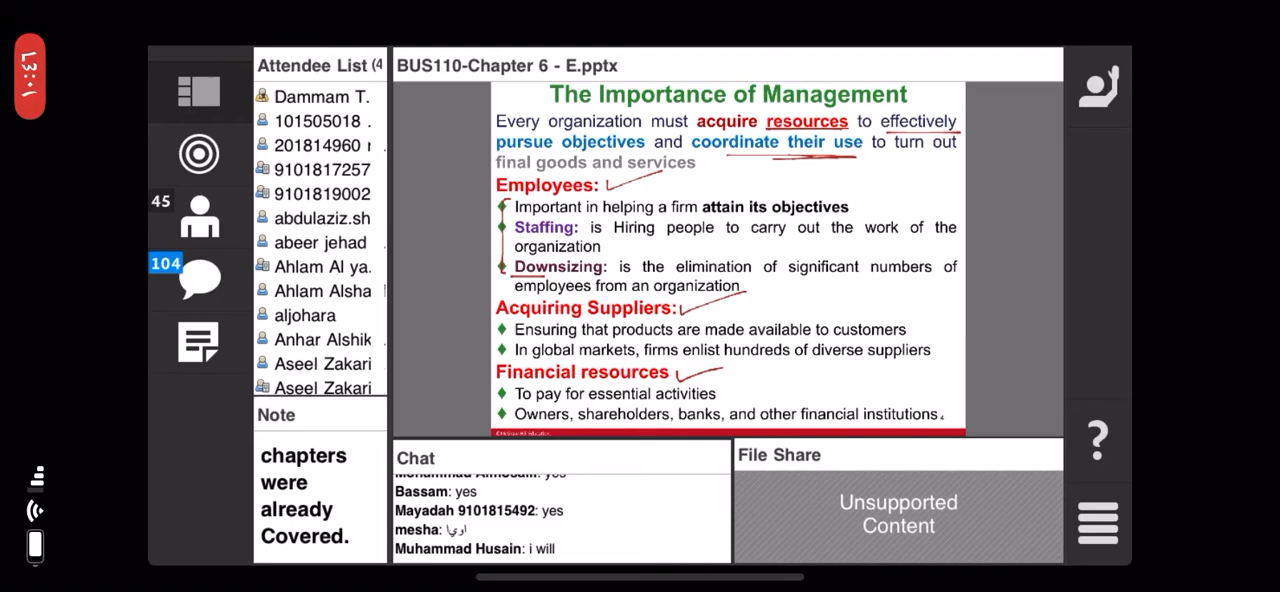 ١:٣٤
Attendee List (4
Dammam T.
101505018 .
201814960 r
9101817257
9101819002
abdulaziz.sh
abeer jehad
Ahlam Al ya.
Ahlam Alsha
aljohara
Anhar Alshik
Aseel Zakari
Aseel Zakari
45
104
Note
chapters
were
already
Covered.
BUS110-Chapter 6 - E.pptx
The Importance of Management
Every organization must acquire resources to effectively
pursue objectives and coordinate their use to turn out
final goods and services
Employees:
Important in helping a firm attain its objectives
Staffing: is Hiring people to carry out the work of the
organization
Downsizing: is the elimination of significant numbers of
employees from an organization
Acquiring Suppliers:
Ensuring that products are made available to customers
In global markets, firms enlist hundreds of diverse suppliers
Financial resources
To pay for essential activities
Owners, shareholders, banks, and other financial institutions.
Chat
yes
Bassam: yes
Mayadah 9101815492: yes
mesha: اويا
Muhammad Husain: i will
File Share
Unsupported
Content
?